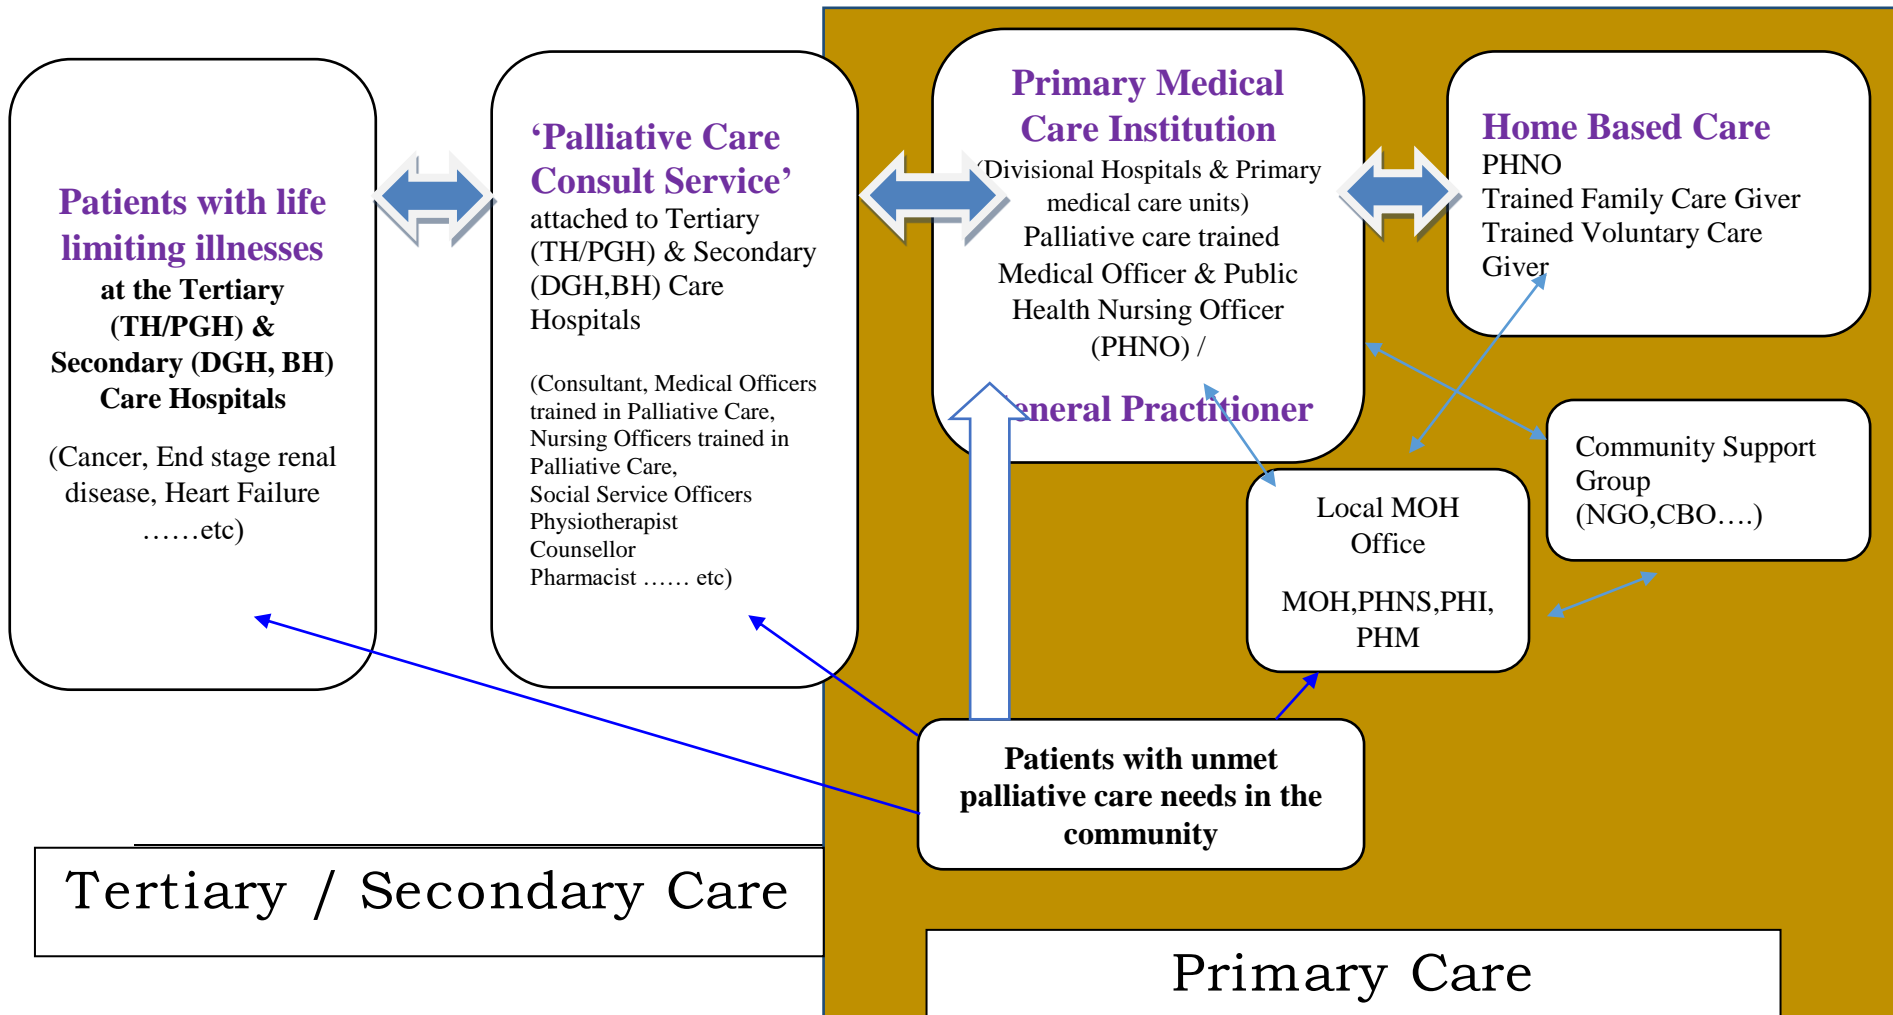 Patients with life
limiting illnesses
at the Tertiary
(TH/PGH) &
Secondary (DGH, BH)
Care Hospitals
(Cancer, End stage renal
disease, Heart Failure
……etc)
‘Palliative Care
Consult Service’
attached to Tertiary
(TH/PGH) & Secondary
(DGH,BH) Care
Hospitals
(Consultant, Medical Officers
trained in Palliative Care,
Nursing Officers trained in
Palliative Care,
Social Service Officers
Physiotherapist
Counsellor
Pharmacist …… etc)
Primary Medical
Care Institution
(Divisional Hospitals & Primary
medical care units)
Palliative care trained
Medical Officer & Public
Health Nursing Officer
(PHNO) /
General Practitioner
Home Based Care
PHNO
Trained Family Care Giver
Trained Voluntary Care
Giver
Community Support
Group
(NGO,CBO….)
Local MOH
Office
MOH,PHNS,PHI,
PHM
Patients with unmet
palliative care needs in the
community
Tertiary / Secondary Care
Primary Care